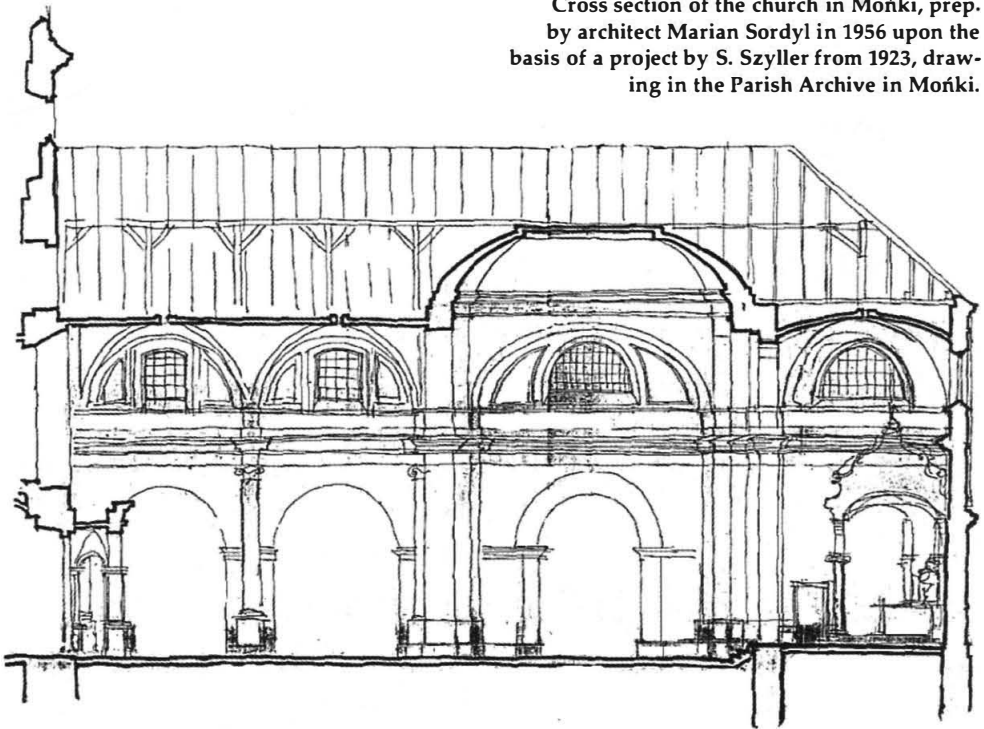 Cross section of the church in Mońki, prep.
by architect Marian Sordyl in 1956 upon the
basis of a project by S. Szyller from 1923, draw-
ing in the Parish Archive in Mońki.